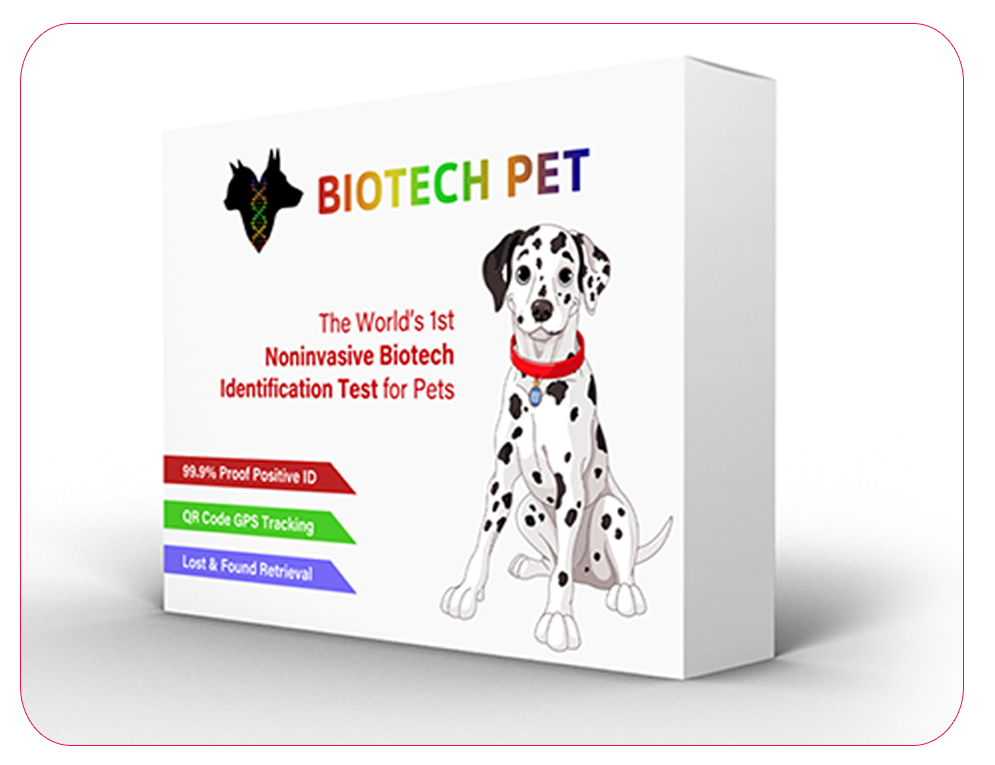 BIOTECH PET
The World's 1st
Noninvasive Biotech
Identification Test for Pets
99.9% Proof Positive ID
QR Code GPS Tracking
Lost & Found Retrieval